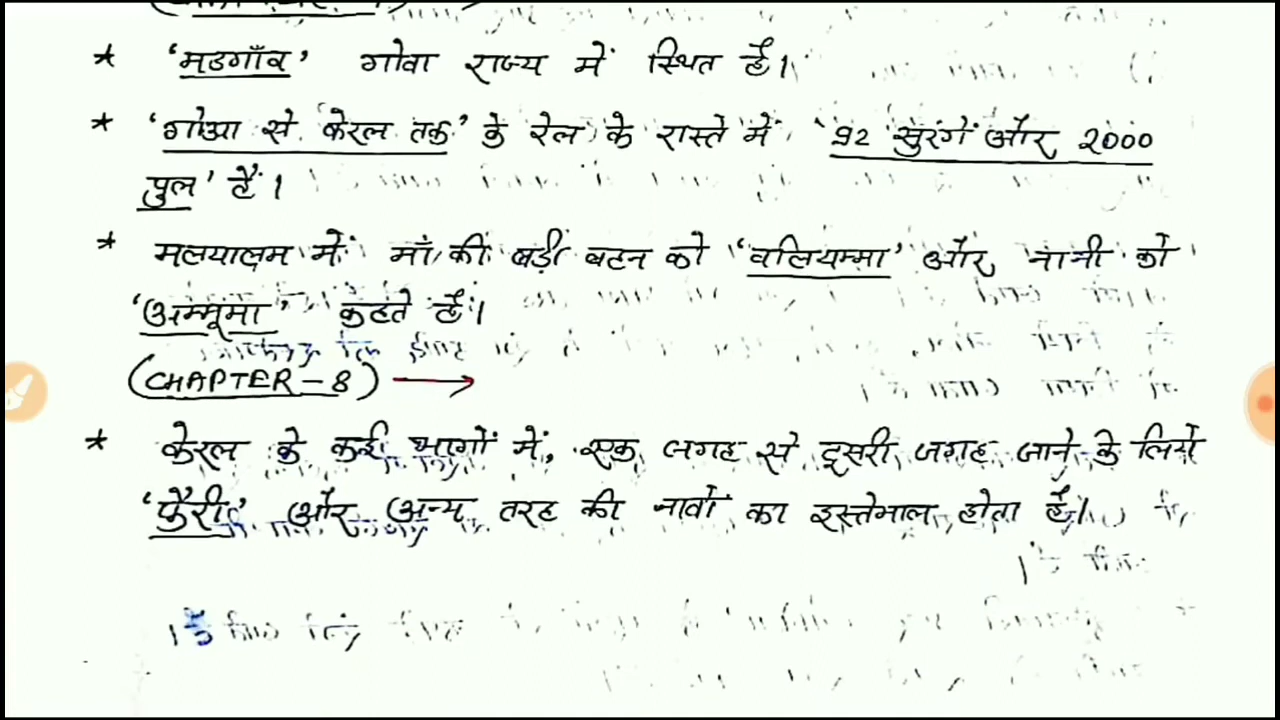 * 'मडगाँव' गोवा राज्य में स्थित है।
* 'गोआ से केरल तक' के रेल के रास्ते में '92 सुरंगें और 2000
पुल' हैं।
* मलयालम में माँ की बड़ी बहन को 'वलियम्मा' और नानी को
'अम्मूमा' कहते हैं।
(CHAPTER-8) →
* केरल के कई भागों में, एक जगह से दूसरी जगह जाने के लिये
'फैरी' और अन्य तरह की नावों का इस्तेमाल होता है।